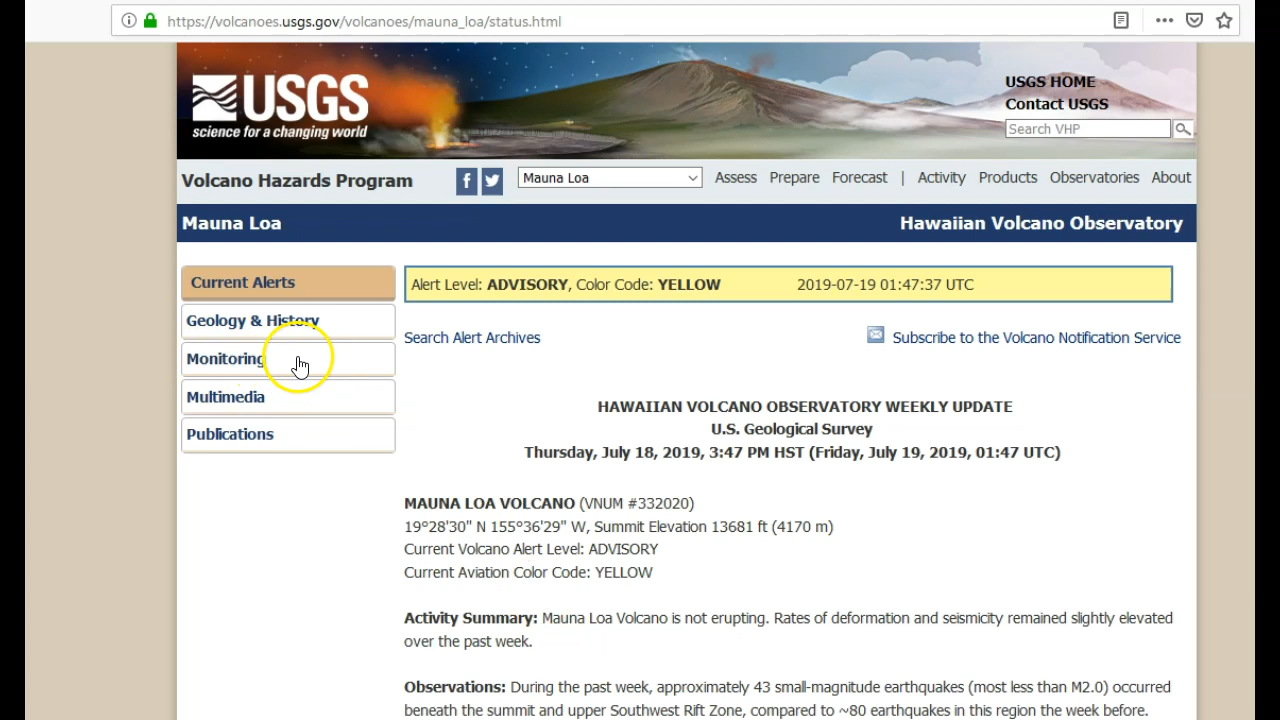 https://volcanoes.usgs.gov/volcanoes/mauna_loa/status.html
USGS
science for a changing world
USGS HOME
Contact USGS
Search VHP
Volcano Hazards Program
f
Mauna Loa
Assess Prepare Forecast | Activity Products Observatories About
Mauna Loa
Hawaiian Volcano Observatory
Current Alerts
Geology & History
Monitoring
Multimedia
Publications
Alert Level: ADVISORY, Color Code: YELLOW 2019-07-19 01:47:37 UTC
Search Alert Archives
Subscribe to the Volcano Notification Service
HAWAIIAN VOLCANO OBSERVATORY WEEKLY UPDATE
U.S. Geological Survey
Thursday, July 18, 2019, 3:47 PM HST (Friday, July 19, 2019, 01:47 UTC)
MAUNA LOA VOLCANO (VNUM #332020)
19°28'30" N 155°36'29" W, Summit Elevation 13681 ft (4170 m)
Current Volcano Alert Level: ADVISORY
Current Aviation Color Code: YELLOW
Activity Summary: Mauna Loa Volcano is not erupting. Rates of deformation and seismicity remained slightly elevated
over the past week.
Observations: During the past week, approximately 43 small-magnitude earthquakes (most less than M2.0) occurred
beneath the summit and upper Southwest Rift Zone, compared to ~80 earthquakes in this region the week before.